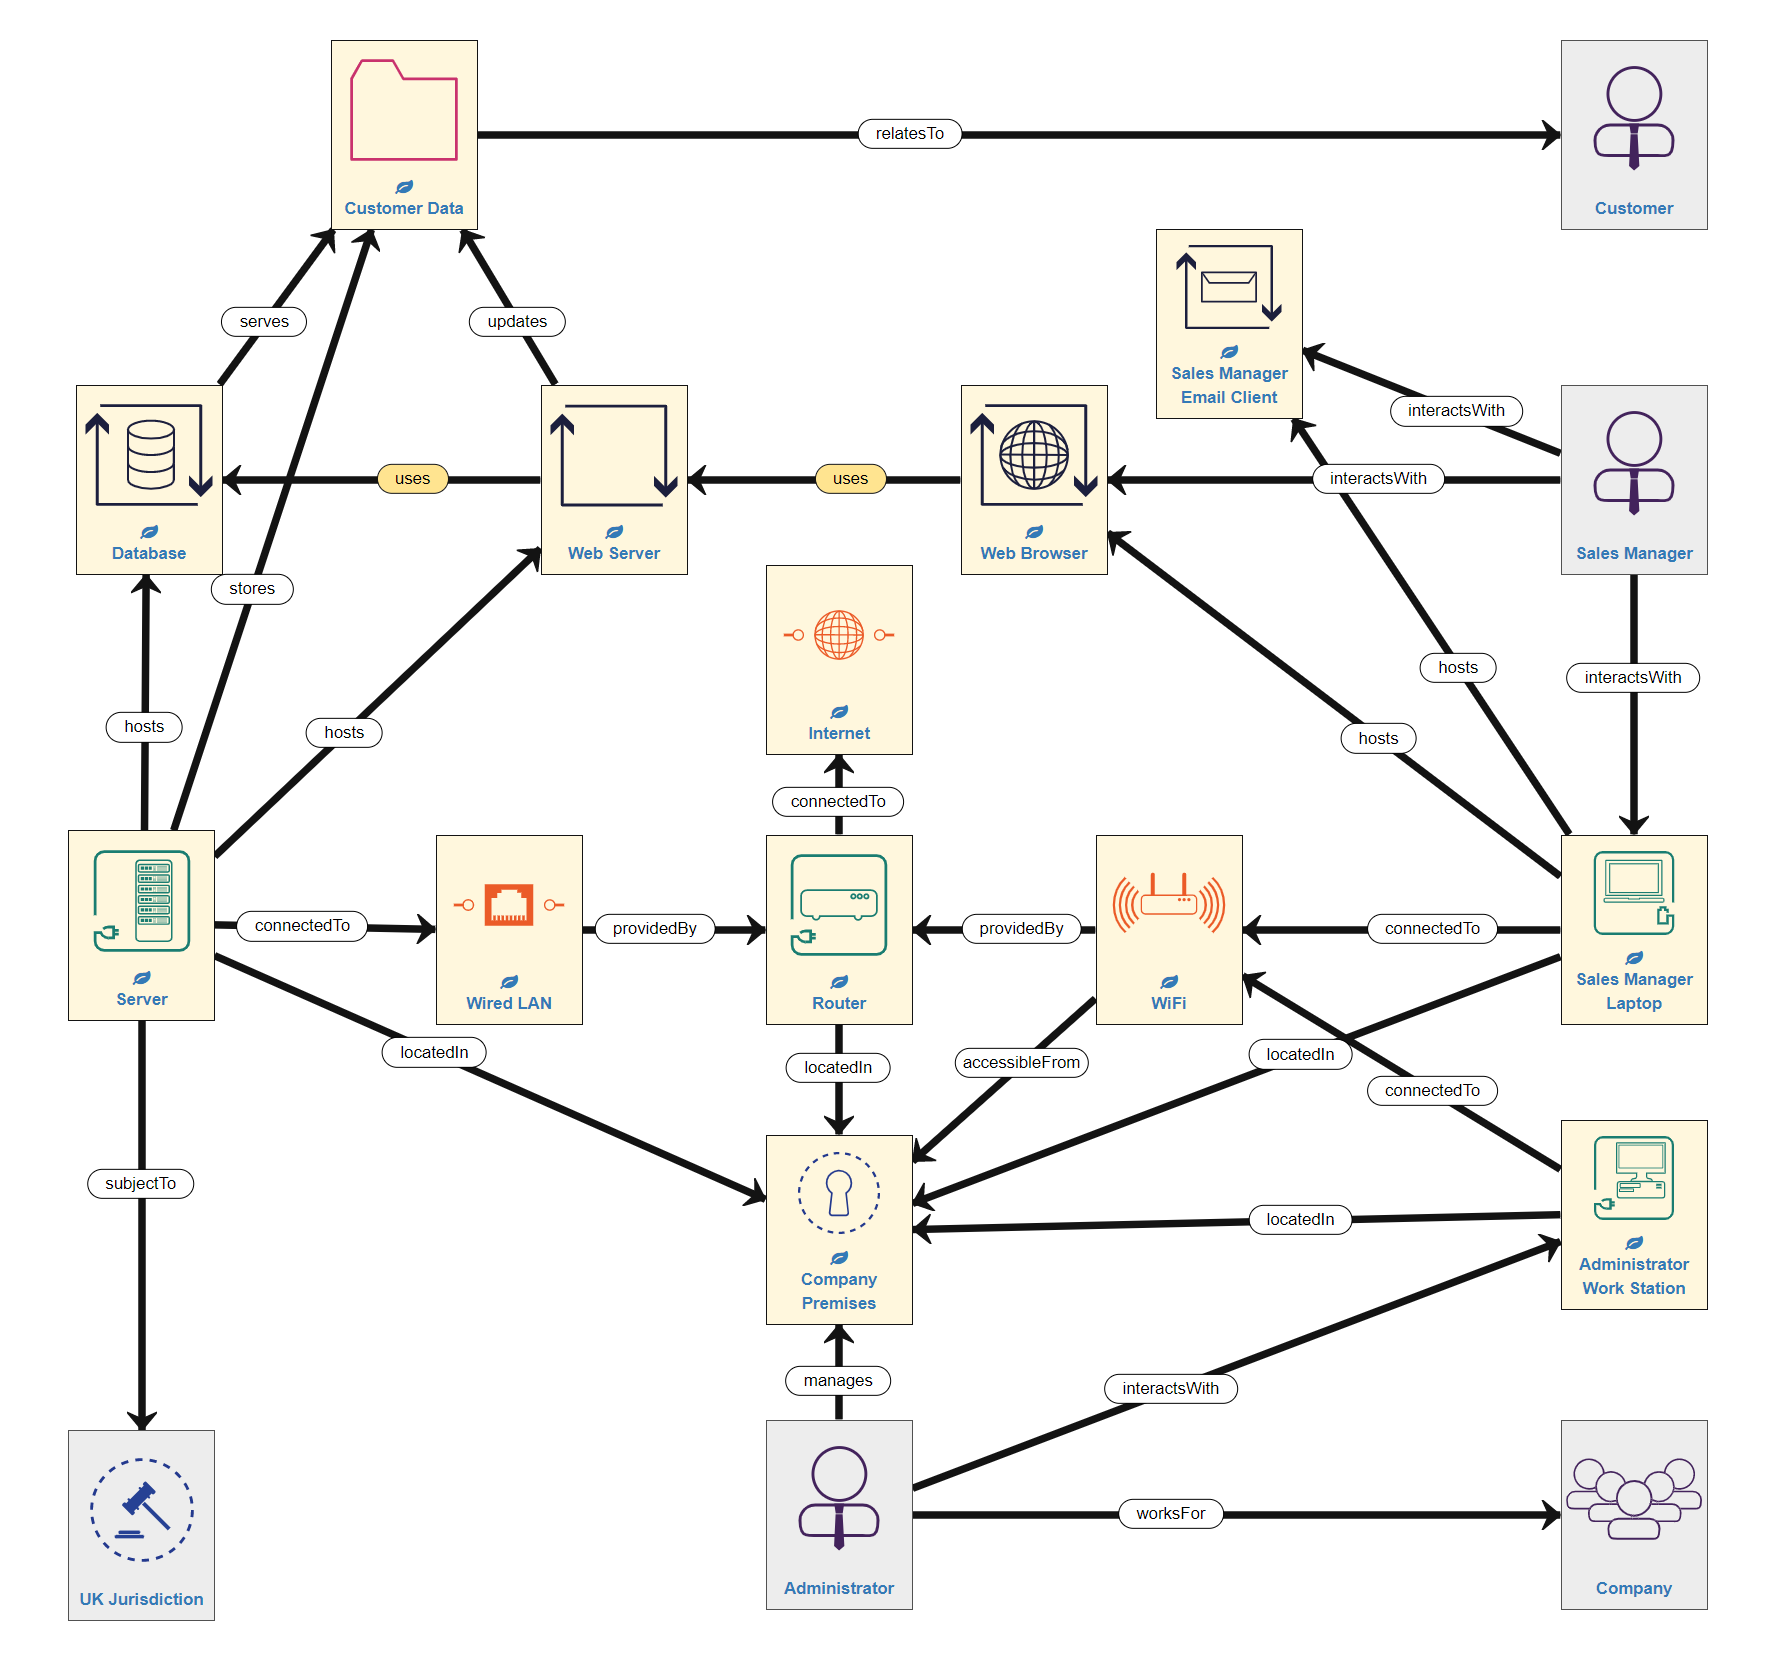 relatesTo
Customer Data
Customer
serves
updates
Sales Manager
Email Client
interactsWith
uses
uses
interactsWith
Database
Web Server
Web Browser
Sales Manager
stores
hosts
interactsWith
hosts
hosts
Internet
hosts
connectedTo
connectedTo
providedBy
providedBy
connectedTo
Server
Wired LAN
Router
WiFi
Sales Manager
Laptop
locatedIn
locatedIn
accessibleFrom
locatedIn
connectedTo
subjectTo
locatedIn
Company
Premises
Administrator
Work Station
manages
interactsWith
worksFor
UK Jurisdiction
Administrator
Company